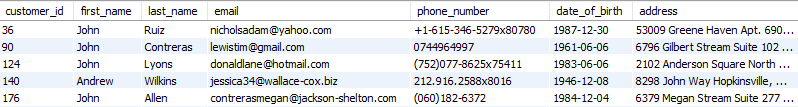 customer_id first_name last_name email phone_number date_of_birth address
36 John Ruiz nicholsadam@yahoo.com +1-615-346-5279x80780 1987-12-30 53009 Greene Haven Apt. 690...
90 John Contreras lewistim@gmail.com 0744964997 1961-06-06 6796 Gilbert Stream Suite 102 ...
124 John Lyons donaldlane@hotmail.com (752)077-8625x75411 1983-06-06 2102 Anderson Square North ...
140 Andrew Wilkins jessica34@wallace-cox.biz 212.916.2588x8016 1946-12-08 8298 John Way Hopkinsville, ...
176 John Allen contrerasmegan@jackson-shelton.com (060)182-6372 1984-12-04 6379 Megan Stream Suite 277 ...